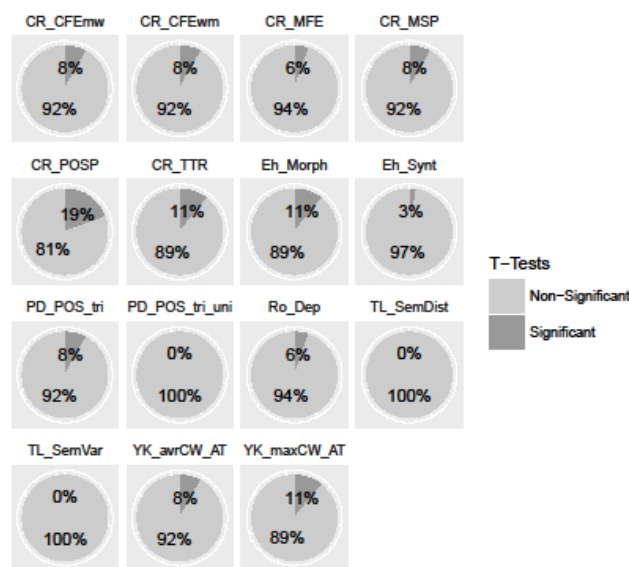 CR_CFEmw CR_CFEwm CR_MFE CR_MSP
8% 8% 6% 8%
92% 92% 94% 92%
CR_POSP CR_TTR Eh_Morph Eh_Synt
19% 11% 11% 3%
81% 89% 89% 97%
T-Tests
Non-Significant
Significant
PD_POS_tri PD_POS_tri_uni Ro_Dep TL_SemDist
8% 0% 6% 0%
92% 100% 94% 100%
TL_SemVar YK_avrCW_AT YK_maxCW_AT
0% 8% 11%
100% 92% 89%